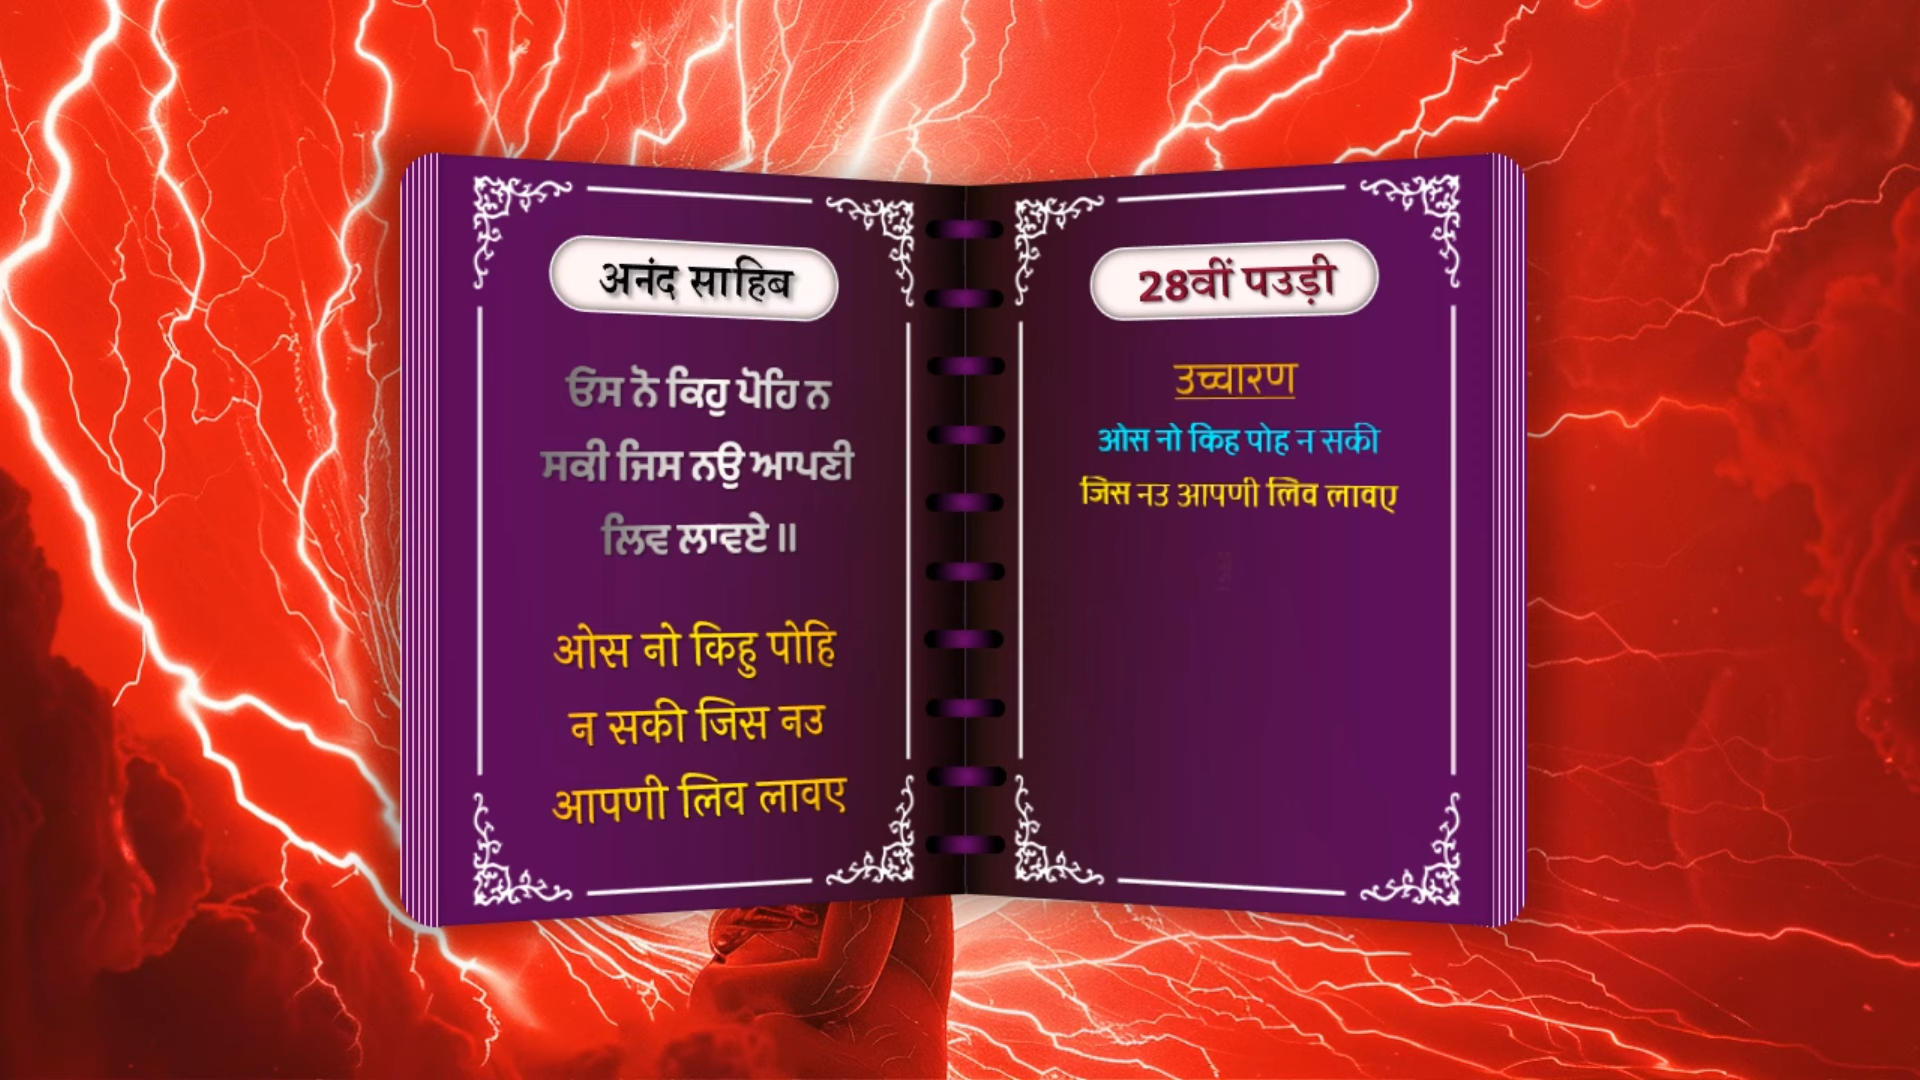 अनंद साहिब
ਓਸ ਨੋ ਕਿਹੁ ਪੋਹਿ ਨ
ਸਕੀ ਜਿਸ ਨਉ ਆਪਣੀ
ਲਿਵ ਲਾਵਏ ॥
ओस नो किहु पोहि
न सकी जिस नउ
आपणी लिव लावए
28वीं पउड़ी
उच्चारण
ओस नो किह पोह न सकी
जिस नउ आपणी लिव लावए